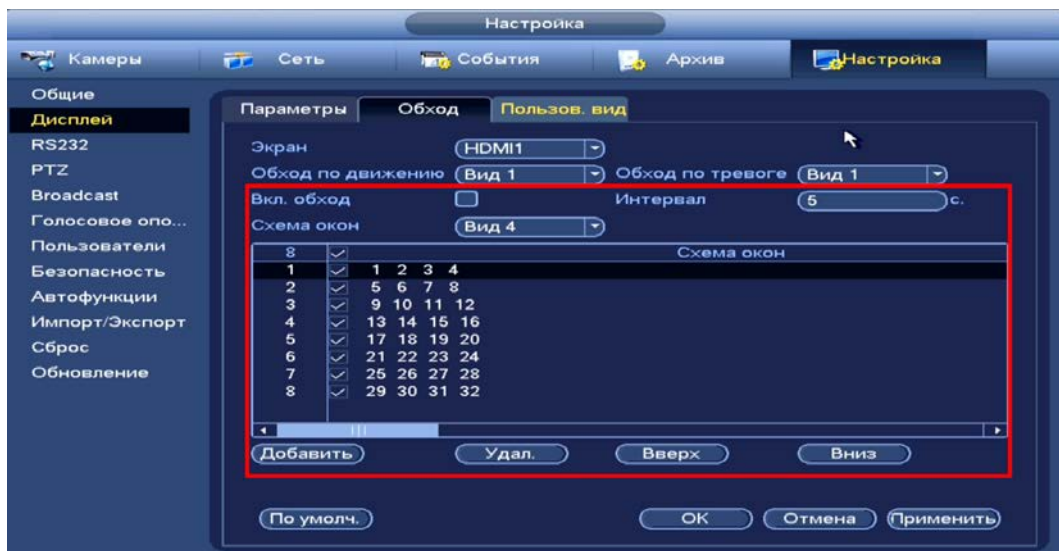 Настройка
Камеры Сеть События Архив Настройка
Общие
Дисплей
RS232
PTZ
Broadcast
Голосовое опо...
Пользователи
Безопасность
Автофункции
Импорт/Экспорт
Сброс
Обновление
Параметры Обход Пользов. вид
Экран HDMI1
Обход по движению Вид 1 Обход по тревоге Вид 1
Вкл. обход Интервал 5 с.
Схема окон Вид 4
8 Схема окон
1 1 2 3 4
2 5 6 7 8
3 9 10 11 12
4 13 14 15 16
5 17 18 19 20
6 21 22 23 24
7 25 26 27 28
8 29 30 31 32
Добавить Удал. Вверх Вниз
По умолч. OK Отмена Применить